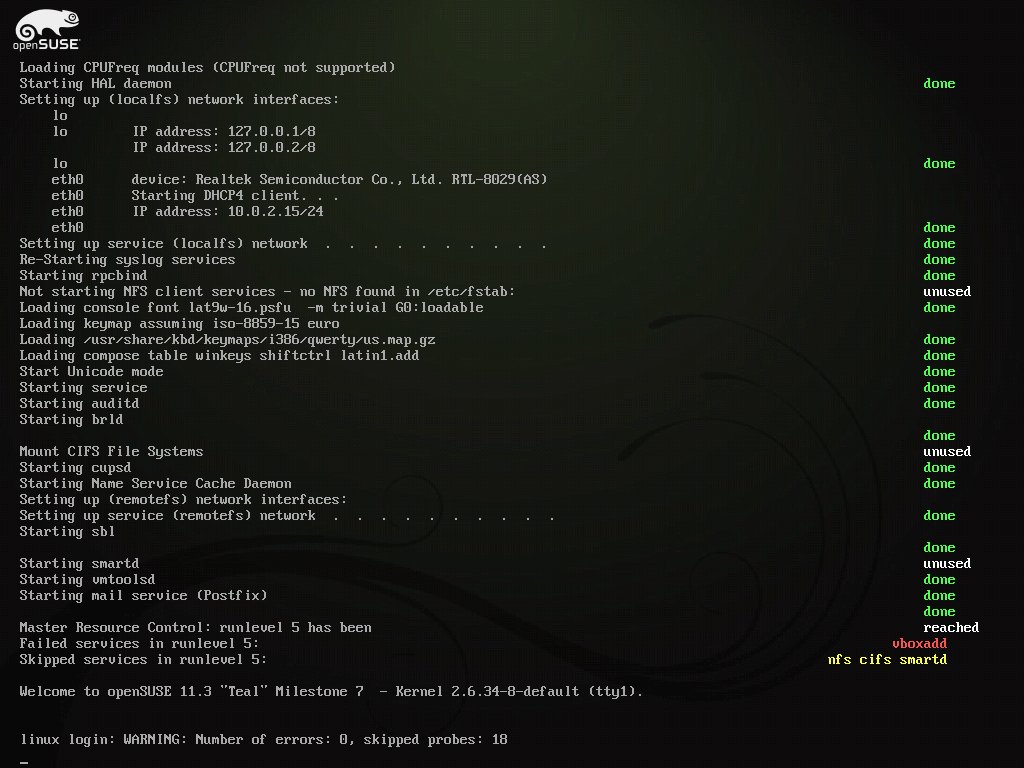 openSUSE
Loading CPUFreq modules (CPUFreq not supported)
Starting HAL daemon done
Setting up (localfs) network interfaces:
lo
lo IP address: 127.0.0.1/8
IP address: 127.0.0.2/8
lo done
eth0 device: Realtek Semiconductor Co., Ltd. RTL-8029(AS)
eth0 Starting DHCP4 client. . .
eth0 IP address: 10.0.2.15/24
eth0 done
Setting up service (localfs) network . . . . . . . . . . done
Re-Starting syslog services done
Starting rpcbind done
Not starting NFS client services - no NFS found in /etc/fstab: unused
Loading console font lat9w-16.psfu -m trivial G0:loadable done
Loading keymap assuming iso-8859-15 euro
Loading /usr/share/kbd/keymaps/i386/qwerty/us.map.gz done
Loading compose table winkeys shiftctrl latin1.add done
Start Unicode mode done
Starting service done
Starting auditd done
Starting brld
done
Mount CIFS File Systems unused
Starting cupsd done
Starting Name Service Cache Daemon done
Setting up (remotefs) network interfaces:
Setting up service (remotefs) network . . . . . . . . . . done
Starting sbl
done
Starting smartd unused
Starting vmtoolsd done
Starting mail service (Postfix) done
done
Master Resource Control: runlevel 5 has been reached
Failed services in runlevel 5: vboxadd
Skipped services in runlevel 5: nfs cifs smartd
Welcome to openSUSE 11.3 "Teal" Milestone 7 - Kernel 2.6.34-8-default (tty1).
linux login: WARNING: Number of errors: 0, skipped probes: 18
_